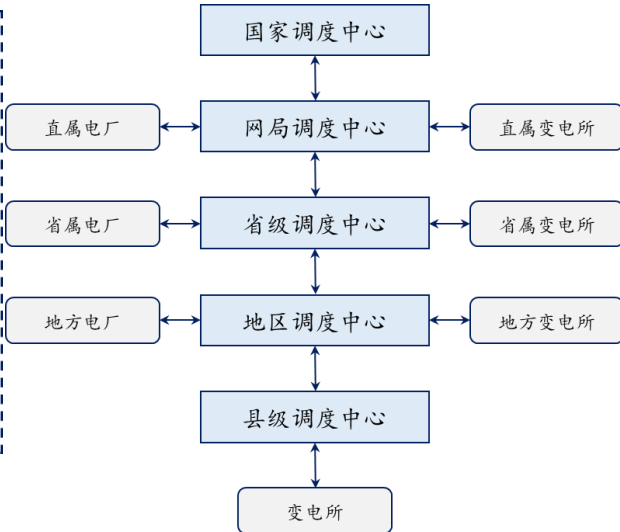 国家调度中心
直属电厂
网局调度中心
直属变电所
省属电厂
省级调度中心
省属变电所
地方电厂
地区调度中心
地方变电所
县级调度中心
变电所